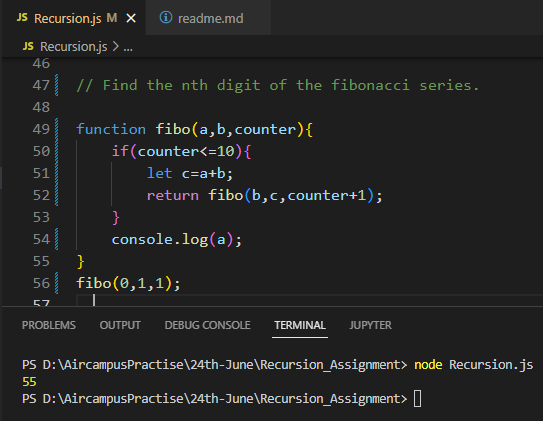 JS Recursion.js M × ⓘ readme.md
JS Recursion.js > ...
46
47 // Find the nth digit of the fibonacci series.
48
49 function fibo(a,b,counter){
50 if(counter<=10){
51 let c=a+b;
52 return fibo(b,c,counter+1);
53 }
54 console.log(a);
55 }
56 fibo(0,1,1);
57
PROBLEMS OUTPUT DEBUG CONSOLE TERMINAL JUPYTER
PS D:\AircampusPractise\24th-June\Recursion_Assignment> node Recursion.js
55
PS D:\AircampusPractise\24th-June\Recursion_Assignment>